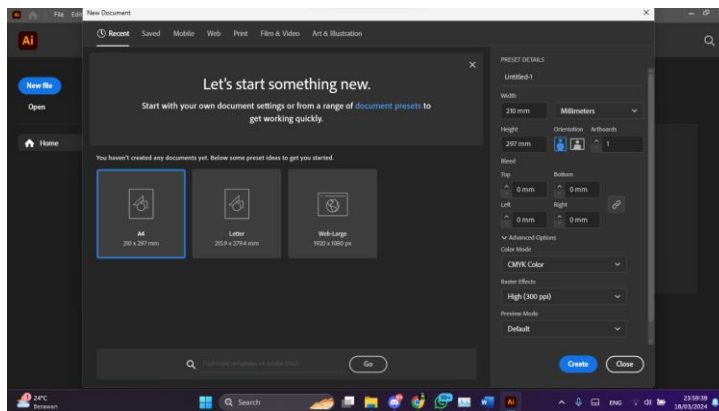 File Edit
New Document
Ai
New file
Open
Home
Recent Saved Mobile Web Print Film & Video Art & Illustration
Let's start something new.
Start with your own document settings or from a range of document presets to
get working quickly.
You haven't created any documents yet. Below some preset ideas to get you started.
A4
210 x 297 mm
Letter
215.9 x 279.4 mm
Web-Large
1920 x 1080 px
Go
PRESET DETAILS
Untitled-1
Width
210 mm Millimeters
Height Orientation Artboards
297 mm 1
Bleed
Top Bottom
0 mm 0 mm
Left Right
0 mm 0 mm
Advanced Options
Color Mode
CMYK Color
Raster Effects
High (300 ppi)
Preview Mode
Default
Create Close
24°C
Berawan
Search
Ai
ENG
23:59:38
18/03/2024